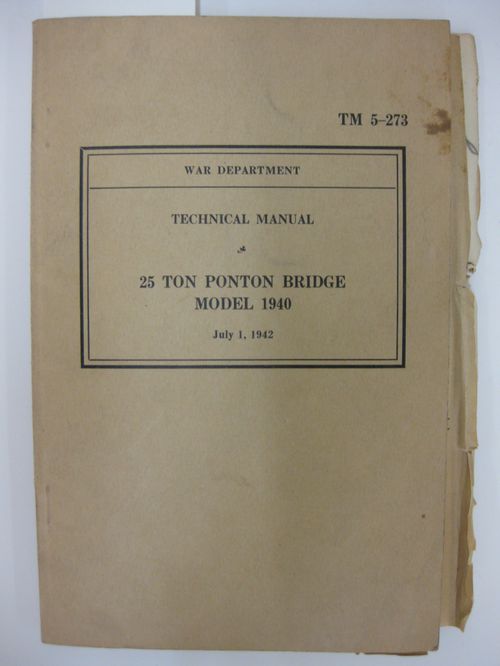 TM 5-273
WAR DEPARTMENT
TECHNICAL MANUAL
25 TON PONTON BRIDGE
MODEL 1940
July 1, 1942